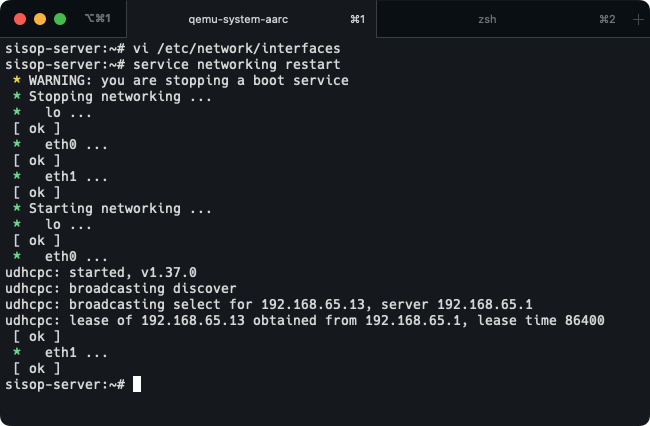 ⌥⌘1 qemu-system-aarc ⌘1 zsh ⌘2 +
sisop-server:~# vi /etc/network/interfaces
sisop-server:~# service networking restart
 * WARNING: you are stopping a boot service
 * Stopping networking ...
 *   lo ...
 [ ok ]
 *   eth0 ...
 [ ok ]
 *   eth1 ...
 [ ok ]
 * Starting networking ...
 *   lo ...
 [ ok ]
 *   eth0 ...
udhcpc: started, v1.37.0
udhcpc: broadcasting discover
udhcpc: broadcasting select for 192.168.65.13, server 192.168.65.1
udhcpc: lease of 192.168.65.13 obtained from 192.168.65.1, lease time 86400
 [ ok ]
 *   eth1 ...
 [ ok ]
sisop-server:~#